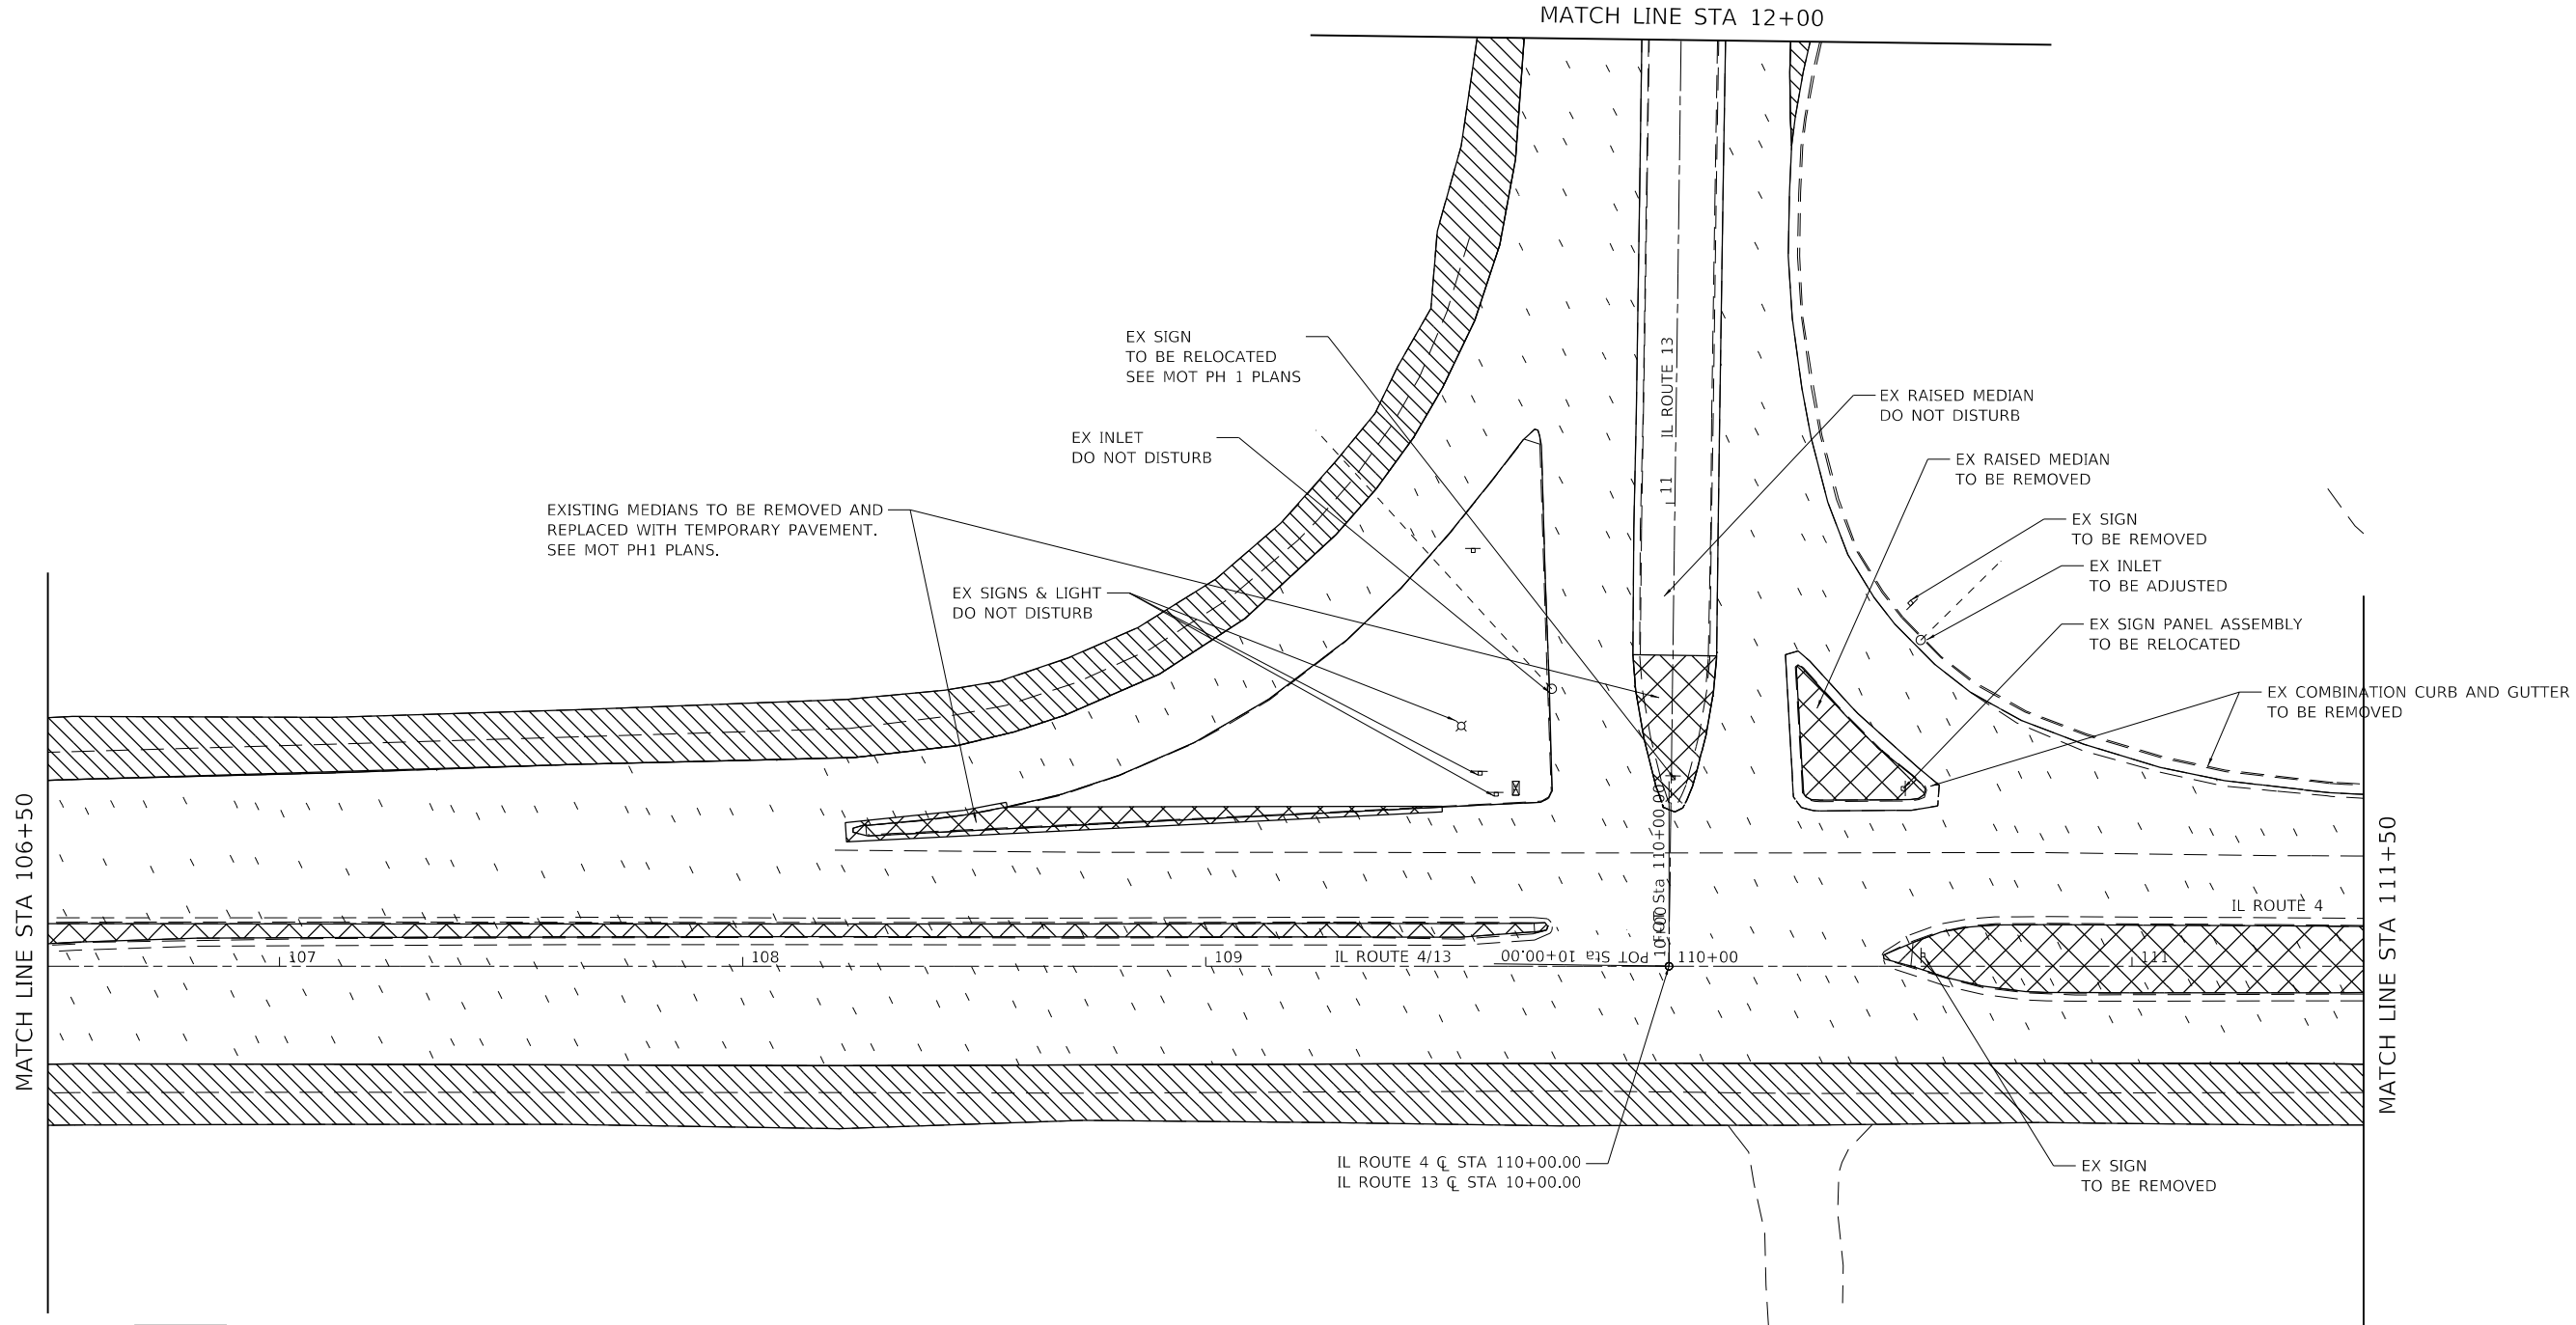 MATCH LINE STA 12+00
EX SIGN
TO BE RELOCATED
SEE MOT PH 1 PLANS
IL ROUTE 13
11
EX RAISED MEDIAN
DO NOT DISTURB
EX INLET
DO NOT DISTURB
EX RAISED MEDIAN
TO BE REMOVED
EXISTING MEDIANS TO BE REMOVED AND
REPLACED WITH TEMPORARY PAVEMENT.
SEE MOT PH1 PLANS.
EX SIGN
TO BE REMOVED
EX INLET
TO BE ADJUSTED
EX SIGNS & LIGHT
DO NOT DISTURB
EX SIGN PANEL ASSEMBLY
TO BE RELOCATED
EX COMBINATION CURB AND GUTTER
TO BE REMOVED
MATCH LINE STA 106+50
MATCH LINE STA 111+50
Sta 110+00.00
10+00
IL ROUTE 4
107
108
109
IL ROUTE 4/13
POT Sta 10+00.00
110+00
111
IL ROUTE 4 ℄ STA 110+00.00
IL ROUTE 13 ℄ STA 10+00.00
EX SIGN
TO BE REMOVED